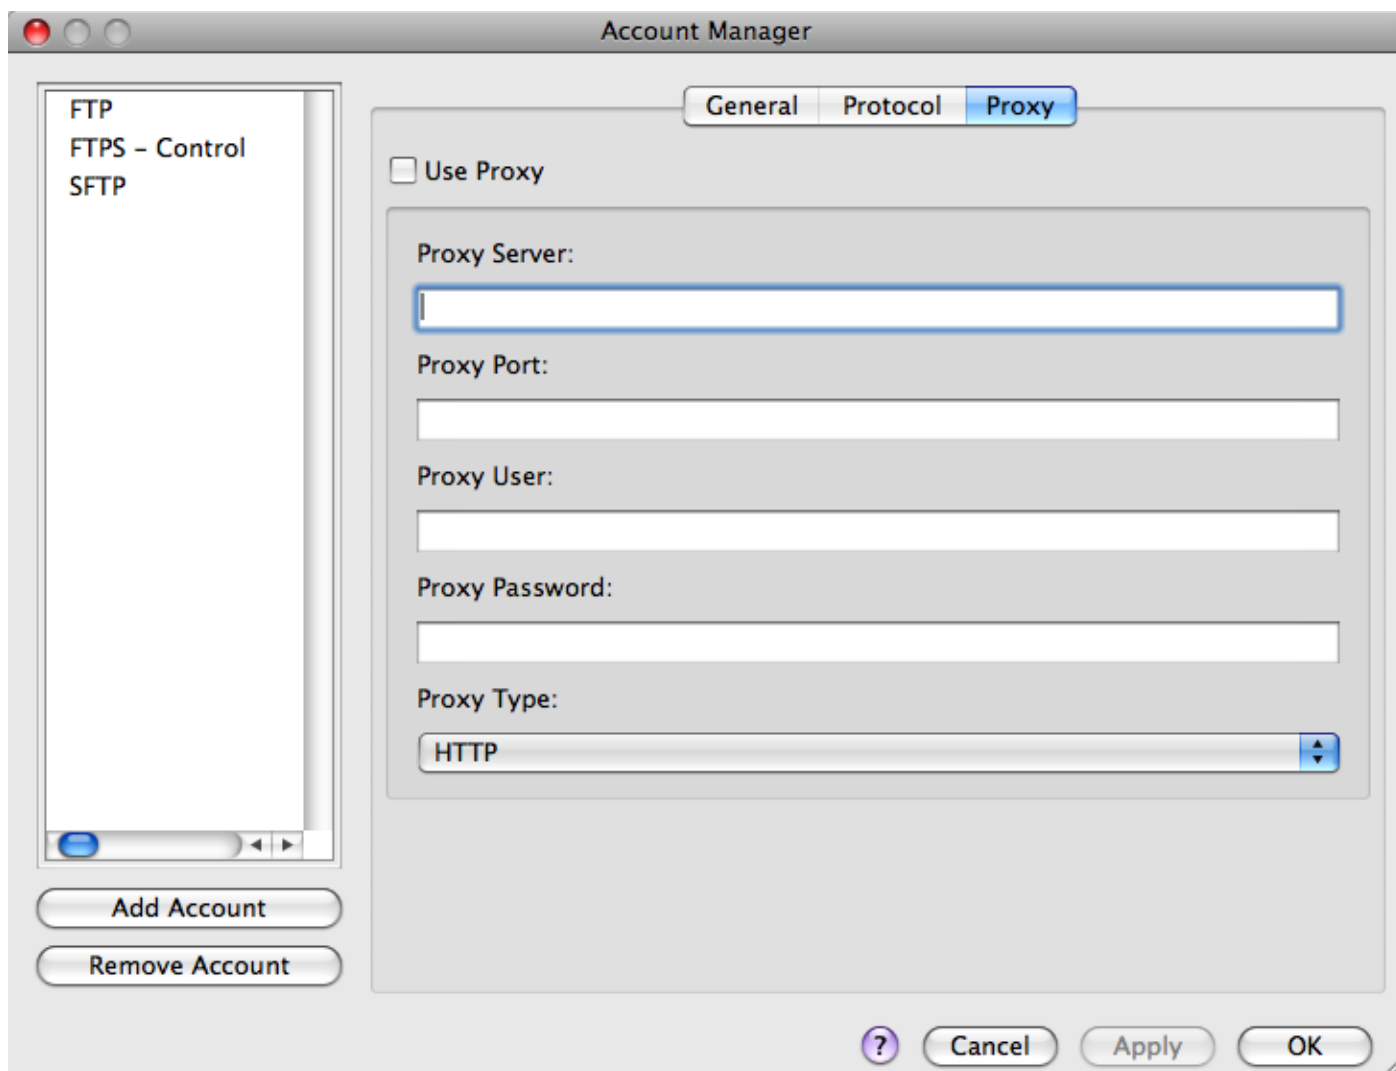 Account Manager
FTP
FTPS – Control
SFTP
Add Account
Remove Account
General Protocol Proxy
Use Proxy
Proxy Server:
Proxy Port:
Proxy User:
Proxy Password:
Proxy Type:
HTTP
? Cancel Apply OK